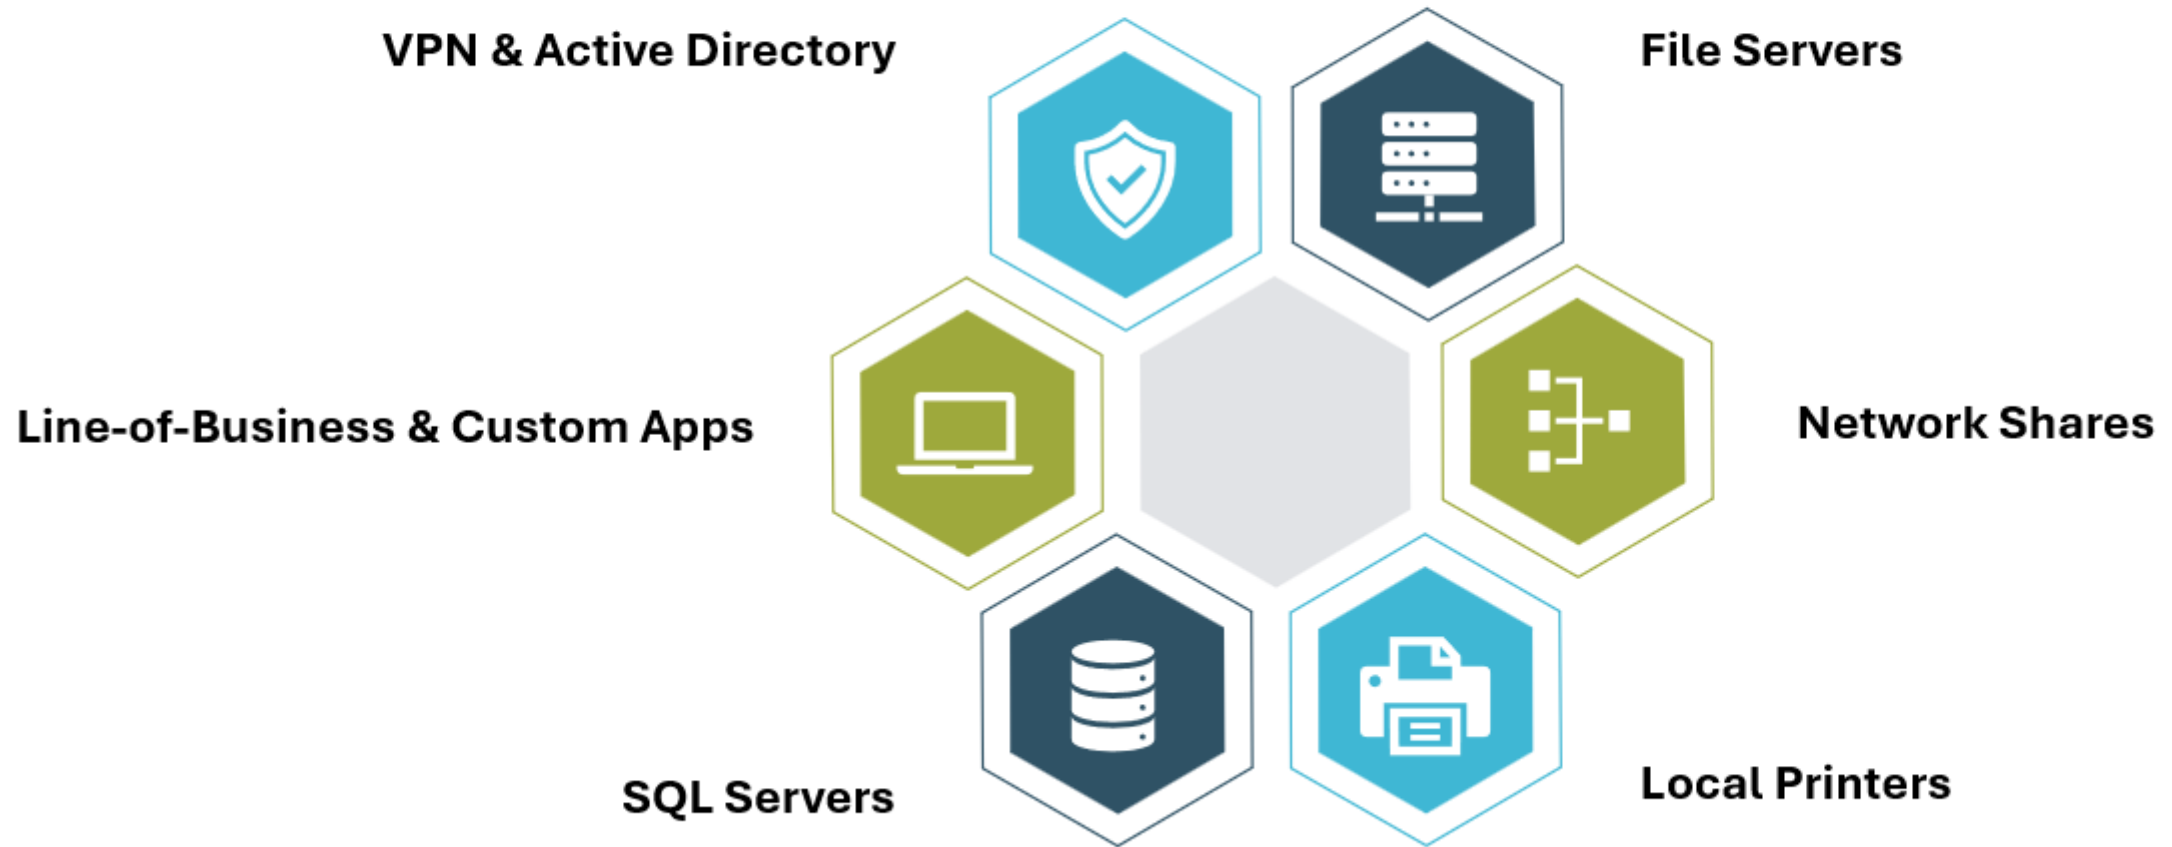 VPN & Active Directory
File Servers
Line-of-Business & Custom Apps
Network Shares
SQL Servers
Local Printers